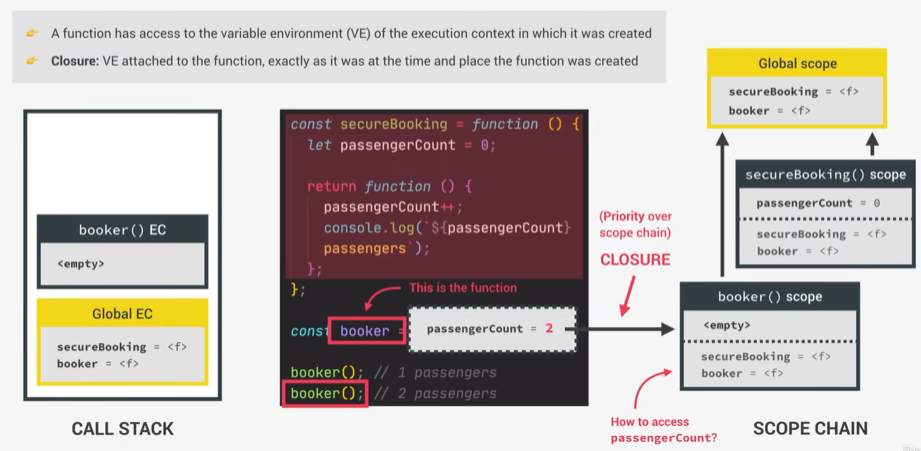 👉 A function has access to the variable environment (VE) of the execution context in which it was created
👉 Closure: VE attached to the function, exactly as it was at the time and place the function was created
booker() EC
<empty>
Global EC
secureBooking = <f>
booker = <f>
CALL STACK
const secureBooking = function () {
let passengerCount = 0;
return function () {
passengerCount++;
console.log(`${passengerCount}
passengers`);
};
};
This is the function
const booker =
passengerCount = 2
booker(); // 1 passengers
booker(); // 2 passengers
(Priority over
scope chain)
CLOSURE
Global scope
secureBooking = <f>
booker = <f>
secureBooking() scope
passengerCount = 0
secureBooking = <f>
booker = <f>
booker() scope
<empty>
secureBooking = <f>
booker = <f>
How to access
passengerCount?
SCOPE CHAIN